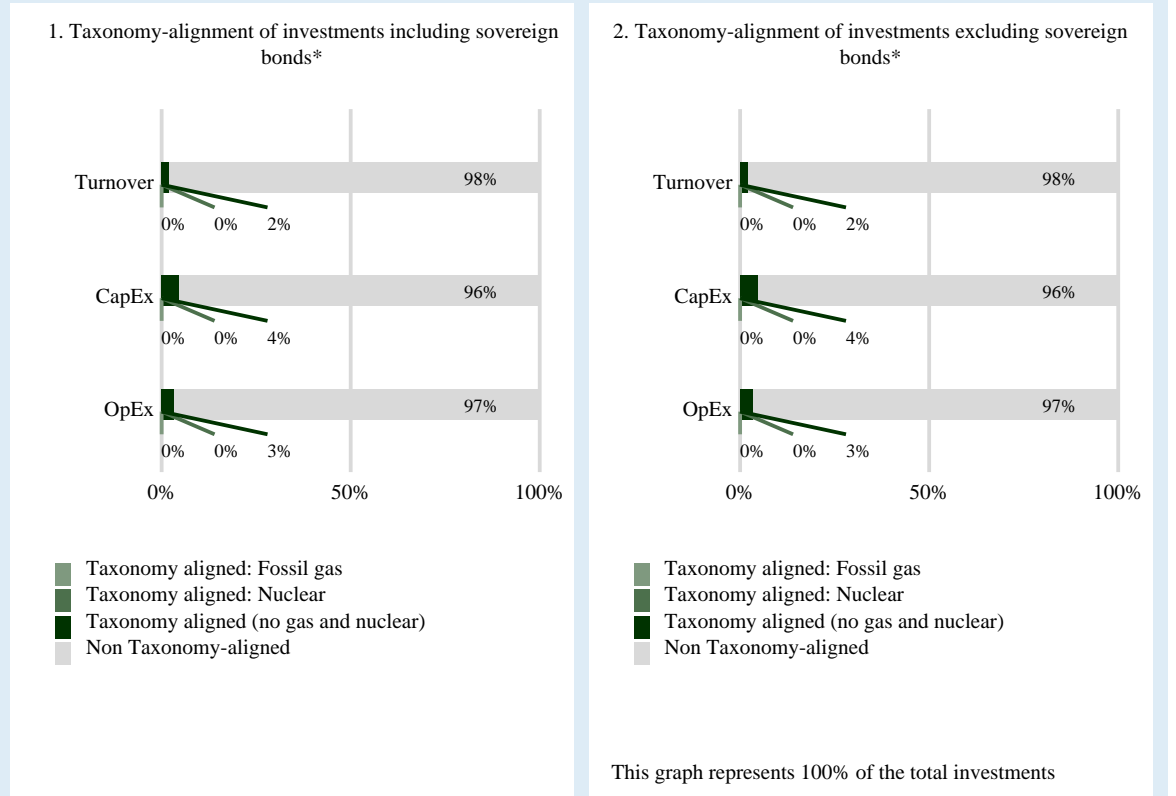 1. Taxonomy-alignment of investments including sovereign
bonds*
Turnover
98%
0% 0% 2%
CapEx
96%
0% 0% 4%
OpEx
97%
0% 0% 3%
0% 50% 100%
Taxonomy aligned: Fossil gas
Taxonomy aligned: Nuclear
Taxonomy aligned (no gas and nuclear)
Non Taxonomy-aligned
2. Taxonomy-alignment of investments excluding sovereign
bonds*
Turnover
98%
0% 0% 2%
CapEx
96%
0% 0% 4%
OpEx
97%
0% 0% 3%
0% 50% 100%
Taxonomy aligned: Fossil gas
Taxonomy aligned: Nuclear
Taxonomy aligned (no gas and nuclear)
Non Taxonomy-aligned
This graph represents 100% of the total investments